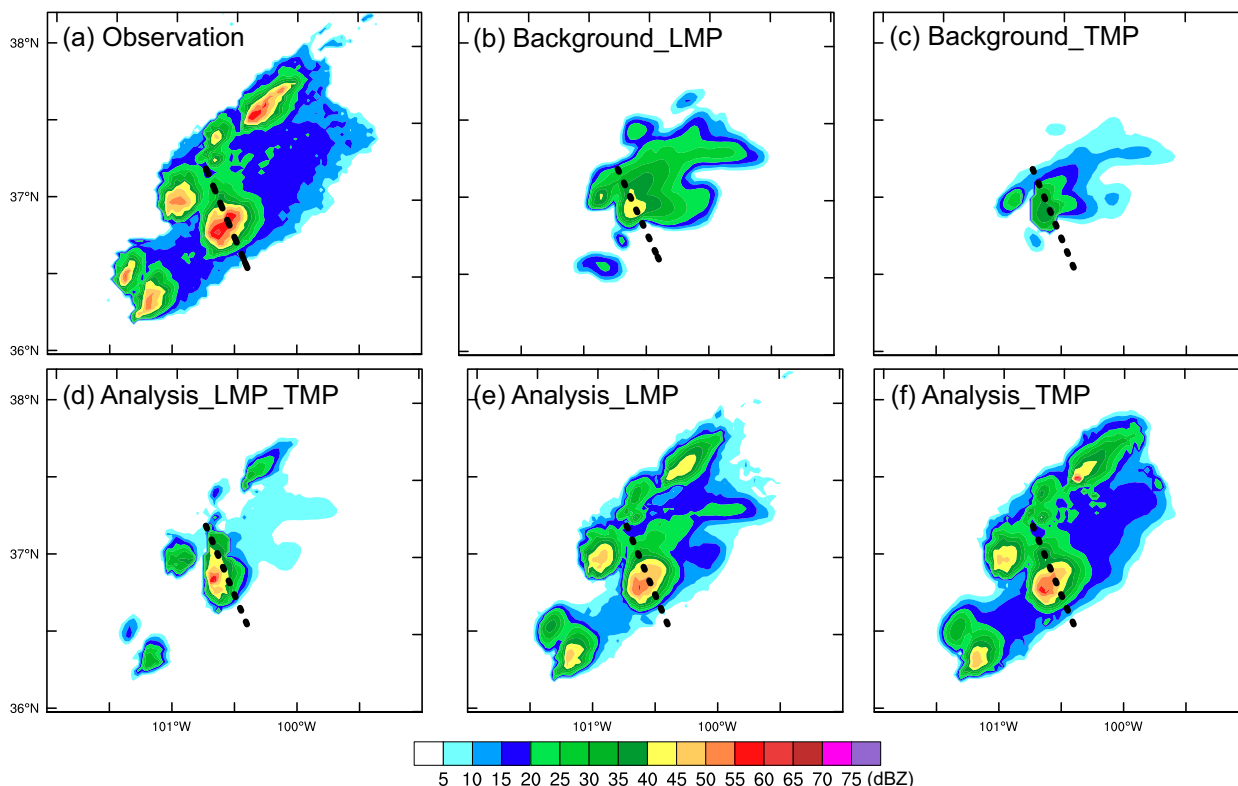 (a) Observation
(b) Background_LMP
(c) Background_TMP
38°N
37°N
36°N
(d) Analysis_LMP_TMP
(e) Analysis_LMP
(f) Analysis_TMP
38°N
37°N
36°N
101°W 100°W 101°W 100°W 101°W 100°W
5 10 15 20 25 30 35 40 45 50 55 60 65 70 75 (dBZ)